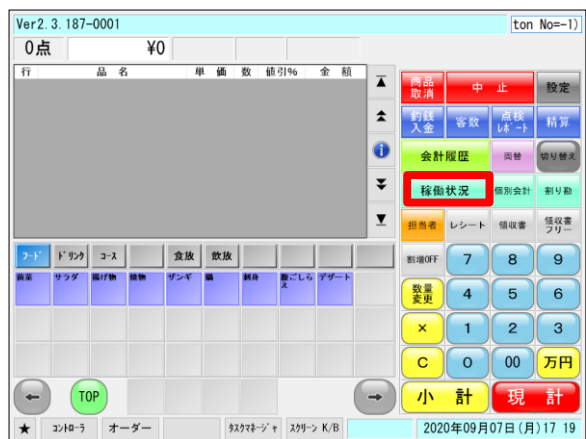 Ver2.3.187-0001 ton No=-1)
0点 ¥0
行 品 名 単 価 数 値引% 金 額
商品取消 中 止 設定
釣銭入金 客数 点検ﾚﾎﾟｰﾄ 精算
会計履歴 両替 切り替え
稼働状況 個別会計 割り勘
担当者 レシート 領収書 領収書フリー
ﾌｰﾄﾞ ﾄﾞﾘﾝｸ ｺｰｽ 食放 飲放
前菜 サラダ 揚げ物 焼物 ザンギ 鍋 刺身 腹ごしらえ デザート
割増OFF 7 8 9
数量変更 4 5 6
× 1 2 3
C 0 00 万円
TOP
小 計 現 計
★ ｺﾝﾄﾛｰﾗ オーダー ﾀｽｸﾏﾈｰｼﾞｬ ｽｸﾘｰﾝ K/B 2020年09月07日(月)17 19